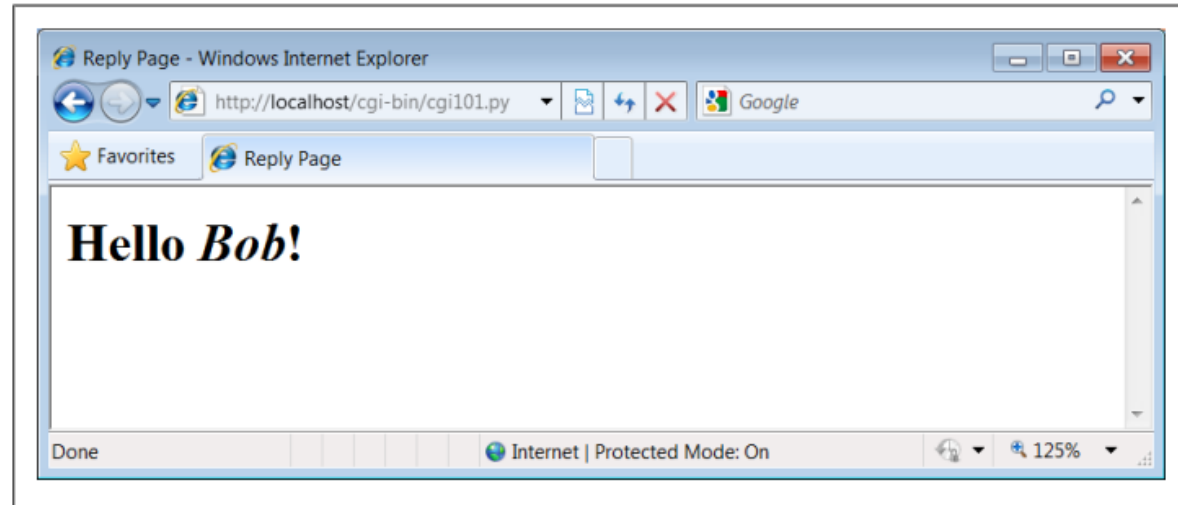 Reply Page - Windows Internet Explorer
http://localhost/cgi-bin/cgi101.py Google
Favorites Reply Page
Hello Bob!
Done Internet | Protected Mode: On 125%